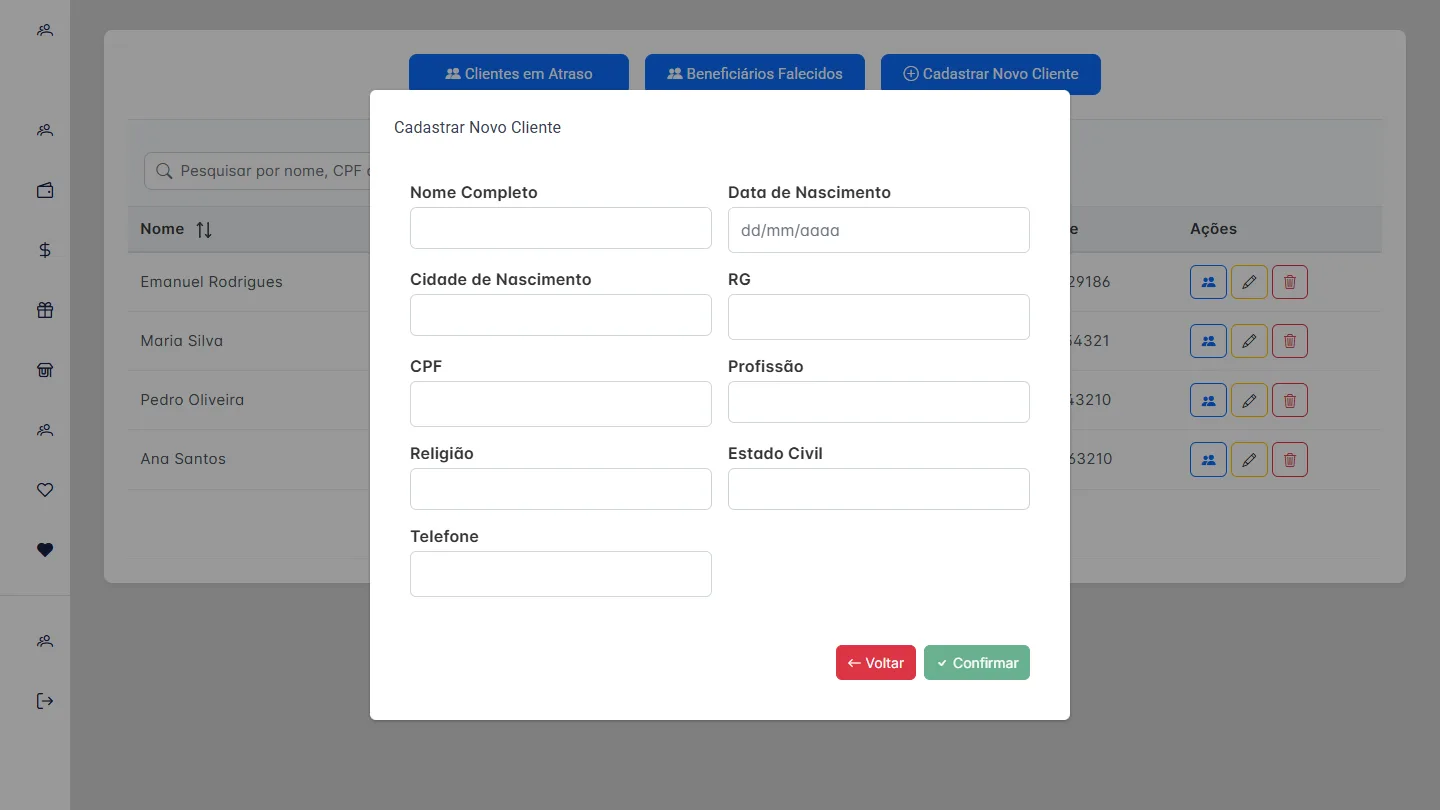 Clientes em Atraso
Beneficiários Falecidos
Cadastrar Novo Cliente
Pesquisar por nome, CPF
Nome
Ações
Emanuel Rodrigues
29186
Maria Silva
54321
Pedro Oliveira
43210
Ana Santos
63210
Cadastrar Novo Cliente
Nome Completo
Data de Nascimento
dd/mm/aaaa
Cidade de Nascimento
RG
CPF
Profissão
Religião
Estado Civil
Telefone
Voltar
Confirmar